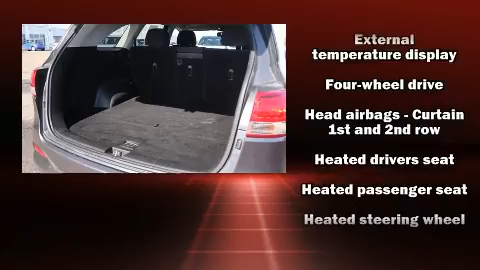 External
temperature display
Four-wheel drive
Head airbags - Curtain
1st and 2nd row
Heated drivers seat
Heated passenger seat
Heated steering wheel